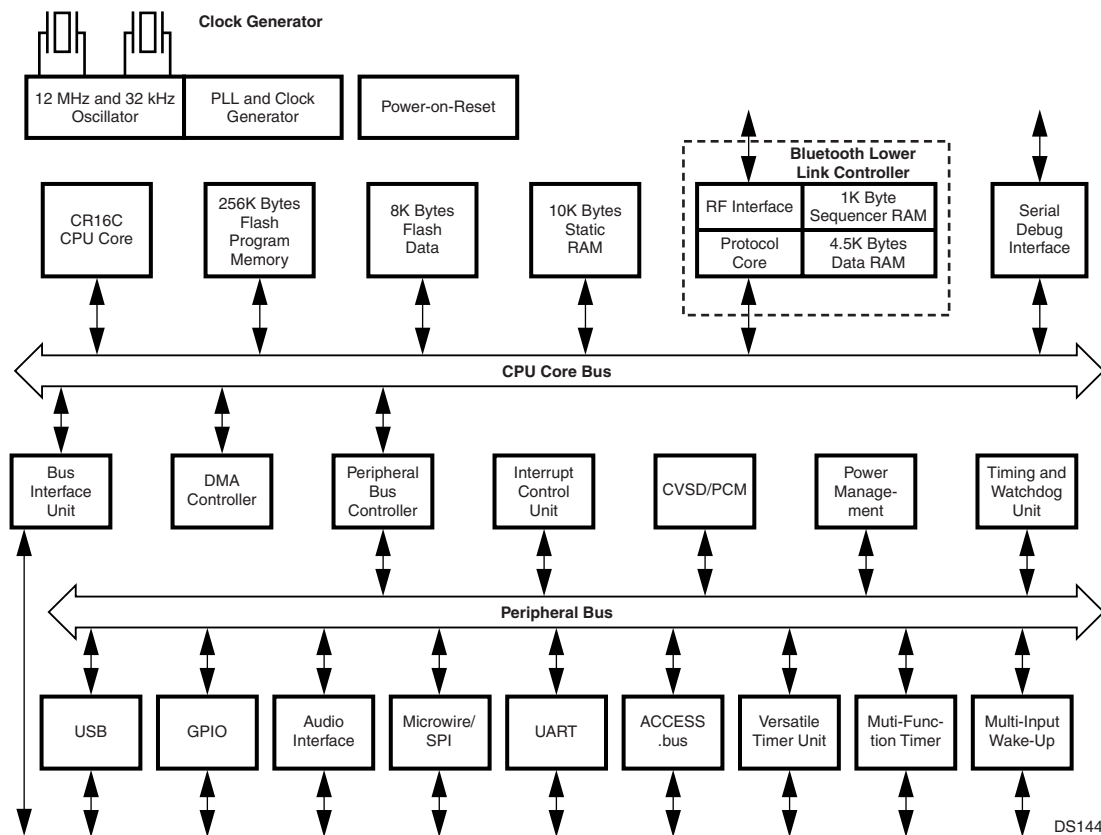 Clock Generator
12 MHz and 32 kHz
Oscillator
PLL and Clock
Generator
Power-on-Reset
Bluetooth Lower
Link Controller
CR16C
CPU Core
256K Bytes
Flash
Program
Memory
8K Bytes
Flash
Data
10K Bytes
Static
RAM
RF Interface
1K Byte
Sequencer RAM
Protocol
Core
4.5K Bytes
Data RAM
Serial
Debug
Interface
CPU Core Bus
Bus
Interface
Unit
DMA
Controller
Peripheral
Bus
Controller
Interrupt
Control
Unit
CVSD/PCM
Power
Manage-
ment
Timing and
Watchdog
Unit
Peripheral Bus
USB
GPIO
Audio
Interface
Microwire/
SPI
UART
ACCESS
.bus
Versatile
Timer Unit
Muti-Func-
tion Timer
Multi-Input
Wake-Up
DS144